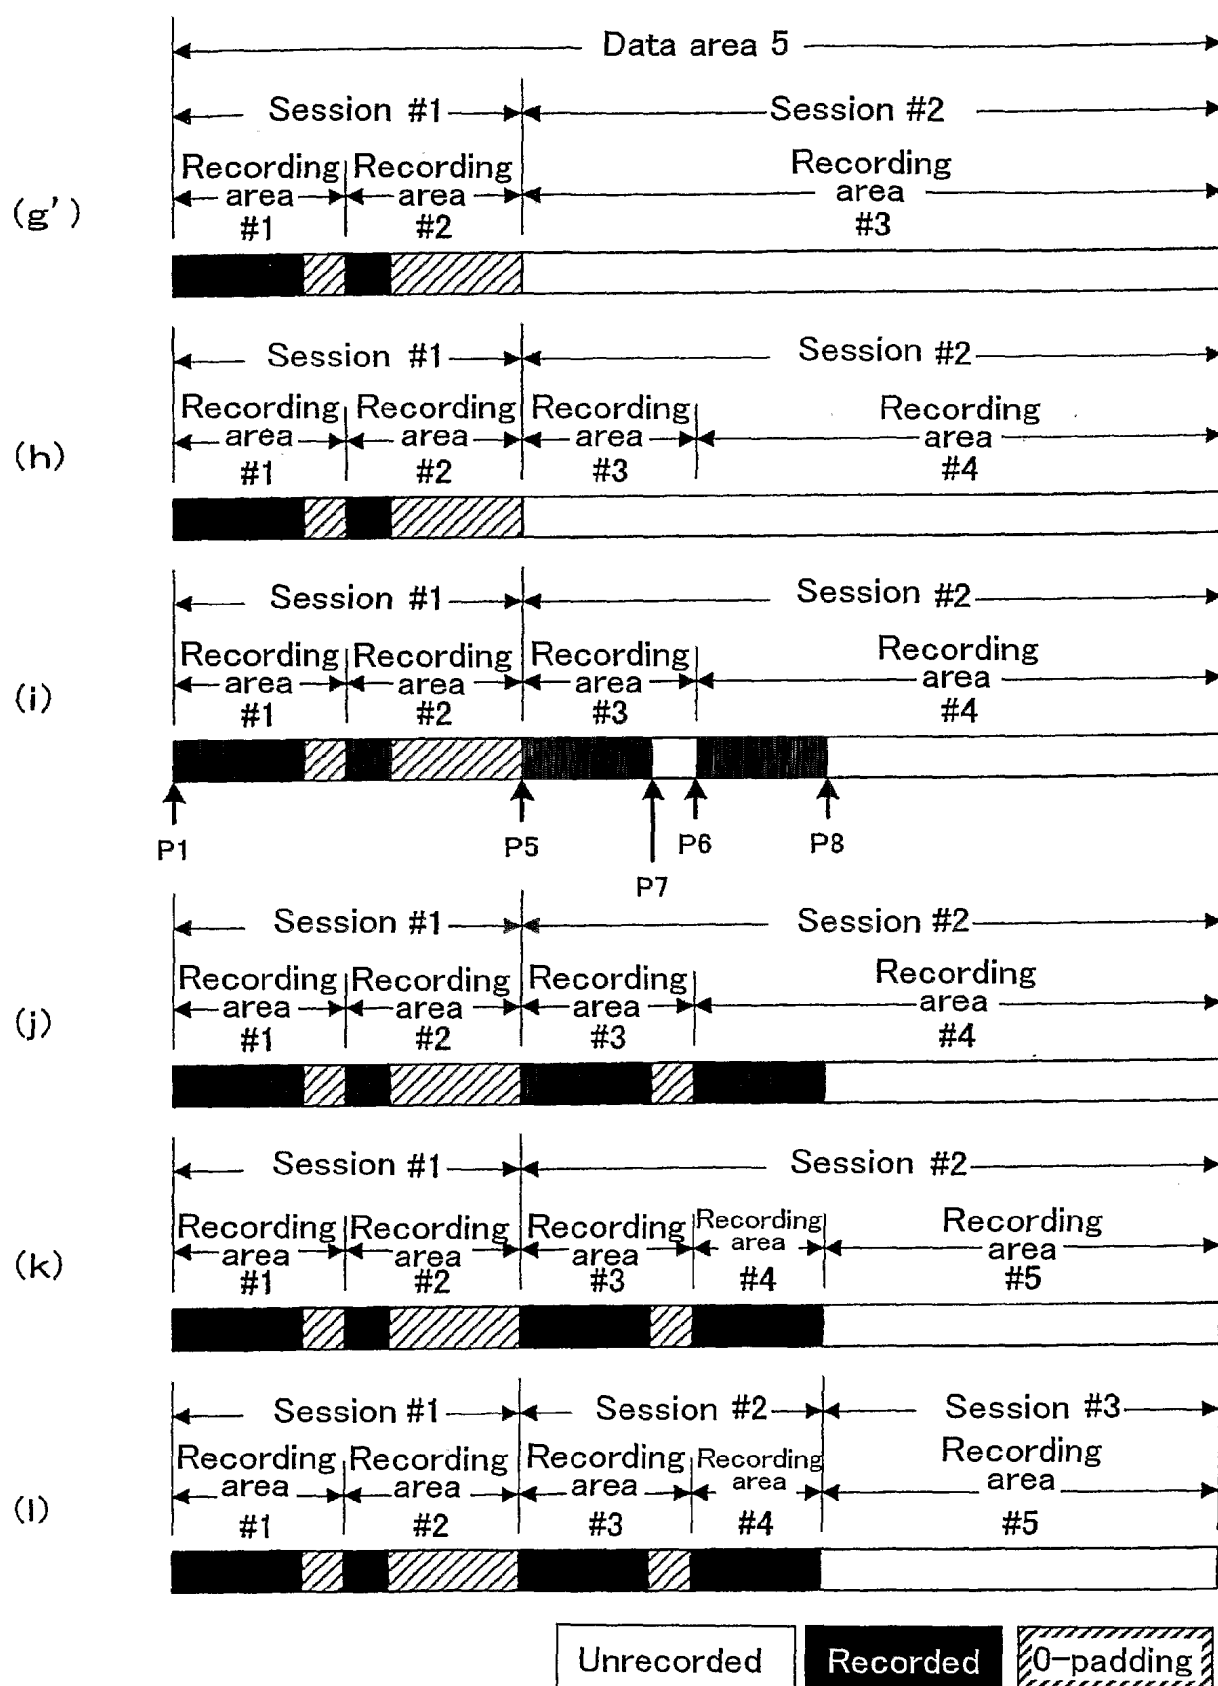 Data area 5
Session #1 Session #2
Recording Recording Recording
area area area
(g') #1 #2 #3
Session #1 Session #2
Recording Recording Recording Recording
area area area area
(h) #1 #2 #3 #4
Session #1 Session #2
Recording Recording Recording Recording
area area area area
(i) #1 #2 #3 #4
P1 P5 P7 P6 P8
Session #1 Session #2
Recording Recording Recording Recording
area area area area
(j) #1 #2 #3 #4
Session #1 Session #2
Recording Recording Recording Recording Recording
area area area area area
(k) #1 #2 #3 #4 #5
Session #1 Session #2 Session #3
Recording Recording Recording Recording Recording
area area area area area
(l) #1 #2 #3 #4 #5
Unrecorded Recorded 0-padding